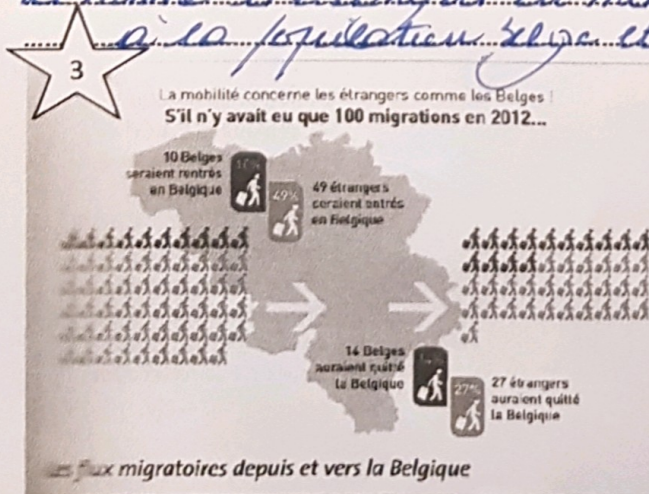 à la population belge et
3
La mobilité concerne les étrangers comme les Belges !
S'il n'y avait eu que 100 migrations en 2012...
10 Belges
seraient rentrés
en Belgique
10%
49%
49 étrangers
seraient entrés
en Belgique
14 Belges
auraient quitté
la Belgique
14%
27%
27 étrangers
auraient quitté
la Belgique
flux migratoires depuis et vers la Belgique